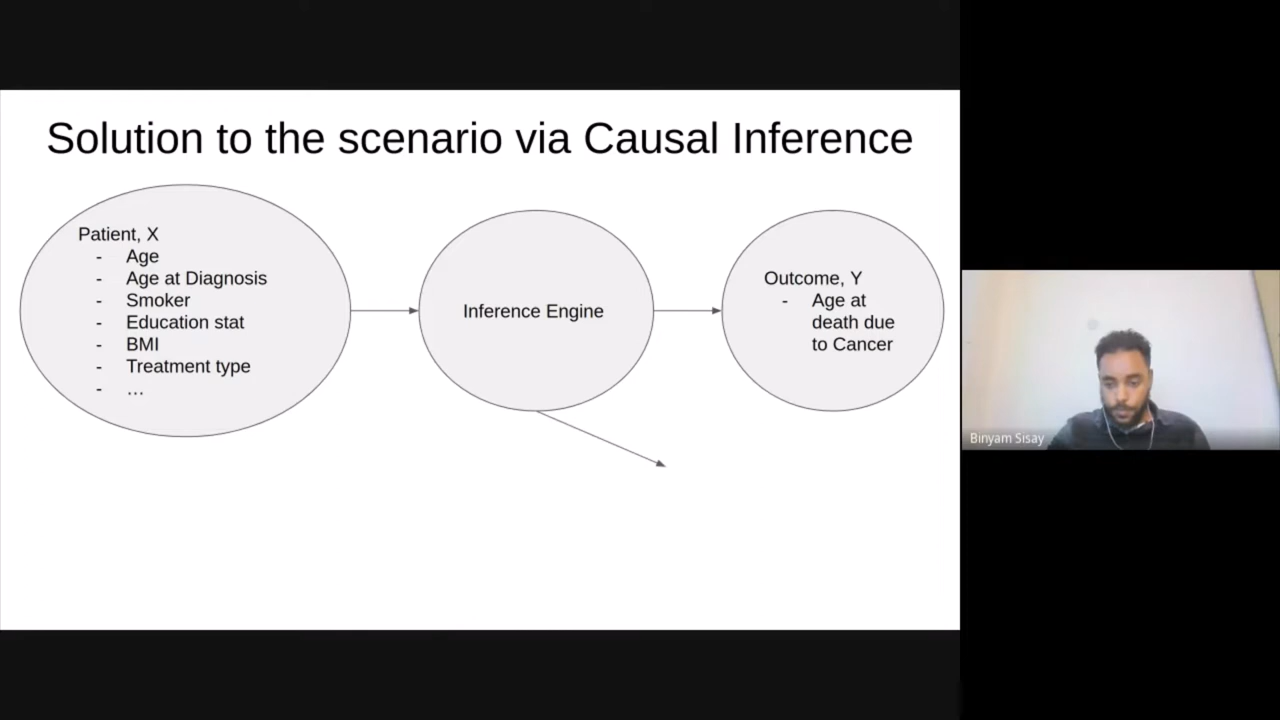 Solution to the scenario via Causal Inference
Patient, X
- Age
- Age at Diagnosis
- Smoker
- Education stat
- BMI
- Treatment type
- ...
Inference Engine
Outcome, Y
- Age at
death due
to Cancer
Binyam Sisay